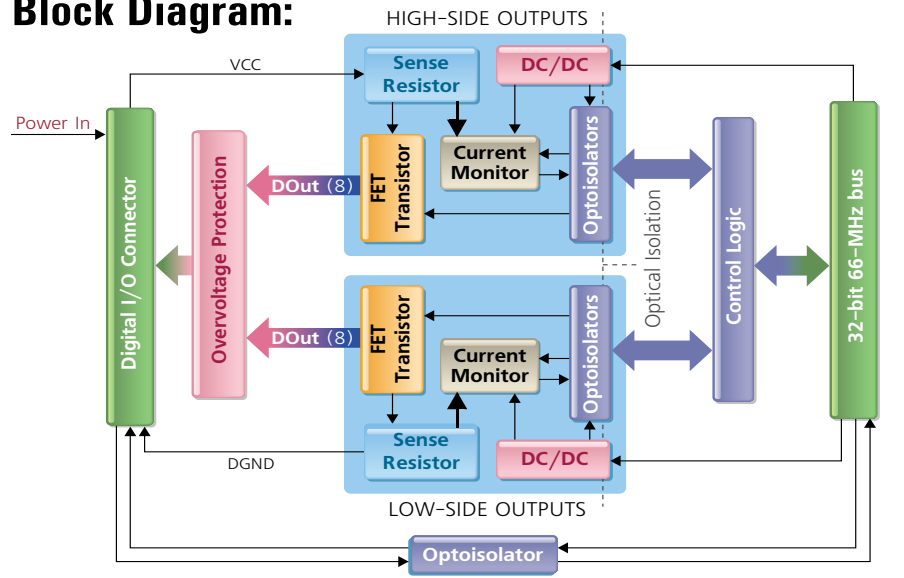 Block Diagram:
HIGH-SIDE OUTPUTS
VCC
Power In
Sense
Resistor
DC/DC
FET
Transistor
Current
Monitor
Optoisolators
DOut (8)
Digital I/O Connector
Overvoltage Protection
Optical Isolation
Control Logic
32-bit 66-MHz bus
DOut (8)
FET
Transistor
Current
Monitor
Optoisolators
Sense
Resistor
DC/DC
DGND
LOW-SIDE OUTPUTS
Optoisolator